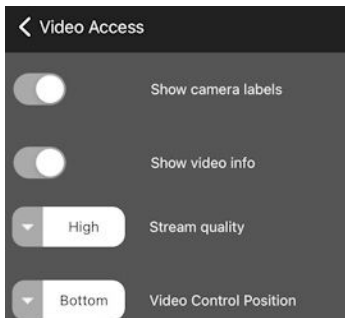 Video Access
Show camera labels
Show video info
High Stream quality
Bottom Video Control Position